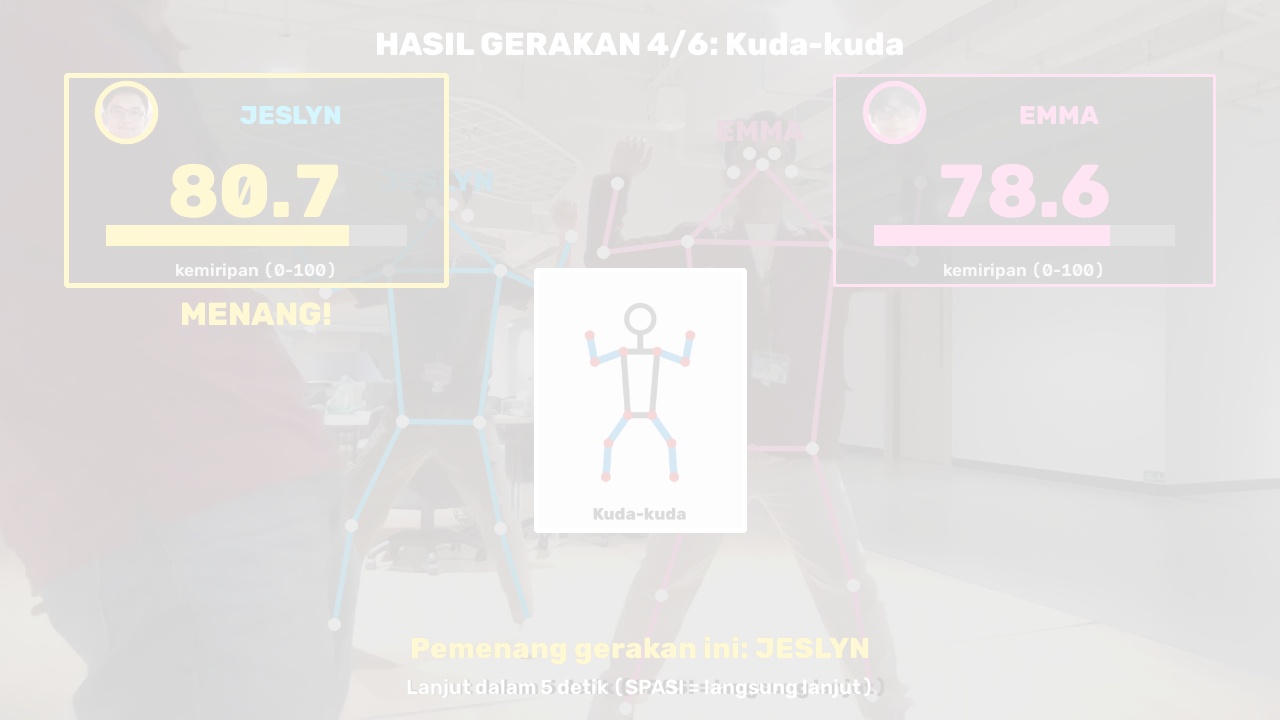 HASIL GERAKAN 4/6: Kuda-kuda
JESLYN
80.7
kemiripan (0-100)
MENANG!
EMMA
78.6
kemiripan (0-100)
EMMA
Kuda-kuda
Pemenang gerakan ini: JESLYN
Lanjut dalam 5 detik (SPASI = langsung lanjut)